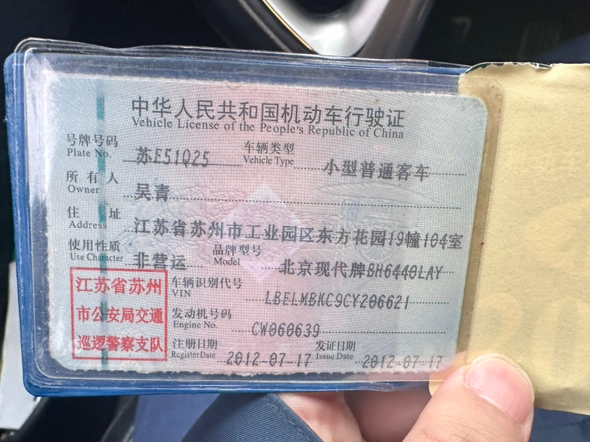 中华人民共和国机动车行驶证
Vehicle License of the People's Republic of China
号牌号码 苏E51Q25 车辆类型 小型普通客车
Plate No. Vehicle Type
所有人 吴青
Owner
住址 江苏省苏州市工业园区东方花园19幢104室
Address
使用性质 非营运 品牌型号 北京现代牌BH6440LAY
Use Character Model
江苏省苏州
市公安局交通
巡逻警察支队
车辆识别代号 LBELMBKC9CY206621
VIN
发动机号码 CW060639
Engine No.
注册日期 2012-07-17 发证日期 2012-07-17
Register Date Issue Date